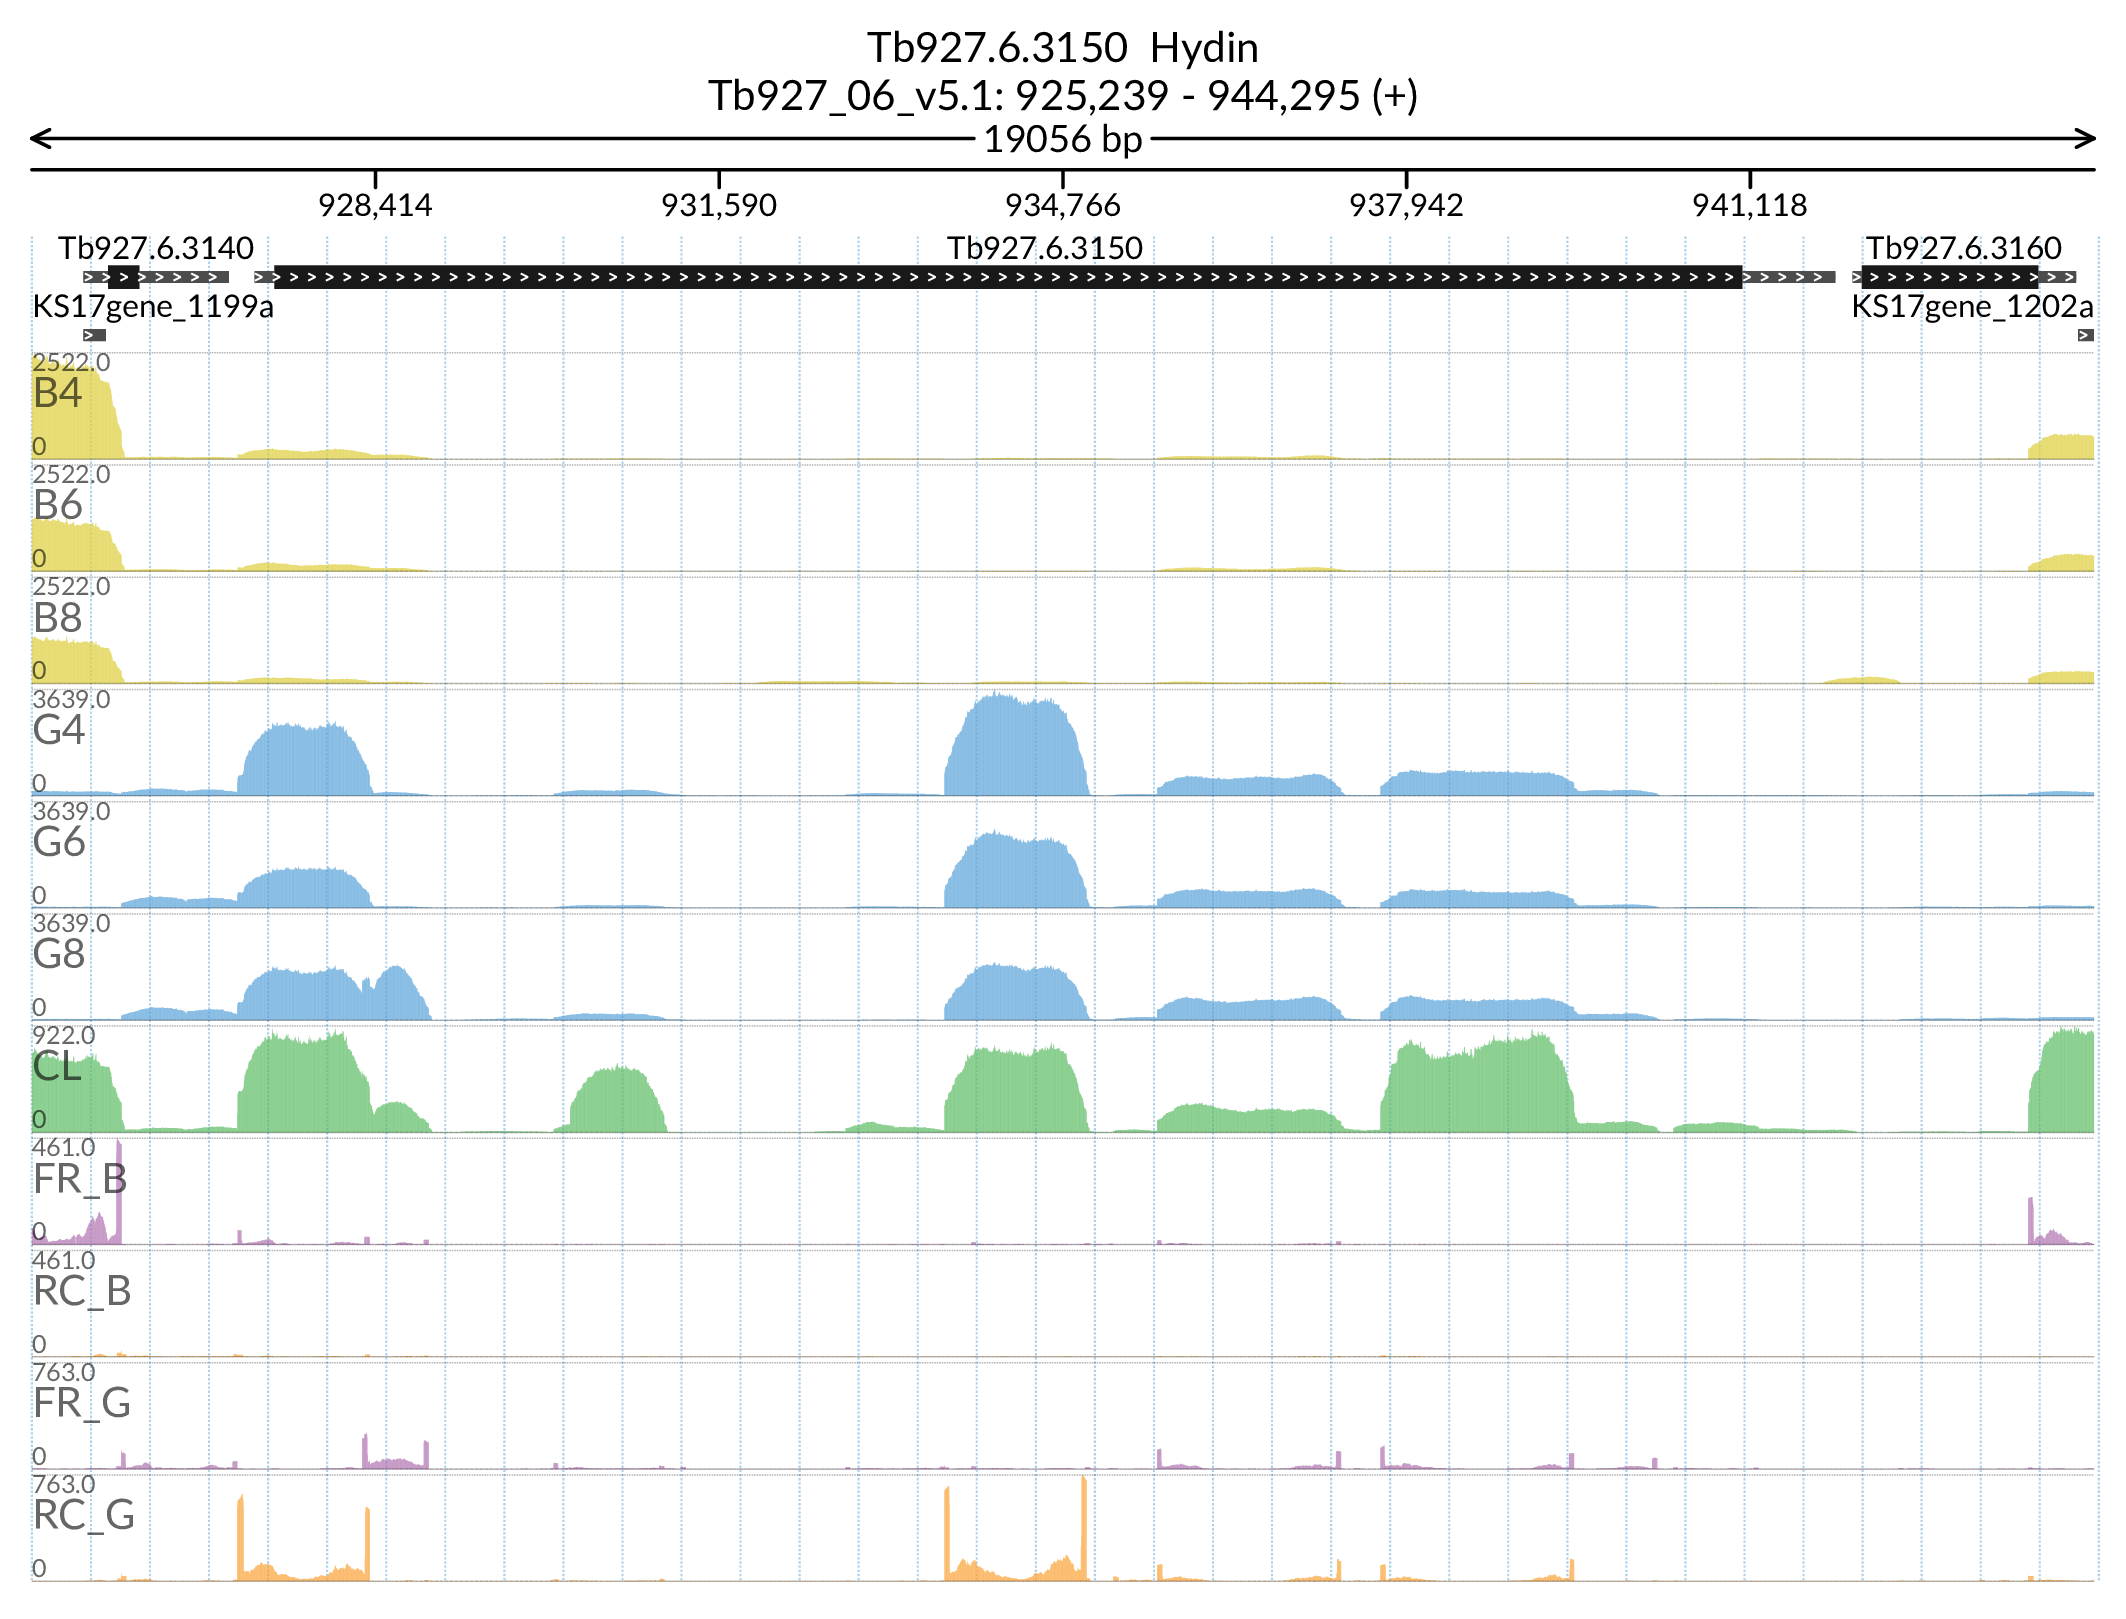 Tb927.6.3150  Hydin
Tb927_06_v5.1: 925,239 - 944,295 (+)
19056 bp
928,414 931,590 934,766 937,942 941,118
Tb927.6.3140 Tb927.6.3150 Tb927.6.3160
KS17gene_1199a KS17gene_1202a
2522.0
B4
0
2522.0
B6
0
2522.0
B8
0
3639.0
G4
0
3639.0
G6
0
3639.0
G8
0
922.0
CL
0
461.0
FR_B
0
461.0
RC_B
0
763.0
FR_G
0
763.0
RC_G
0